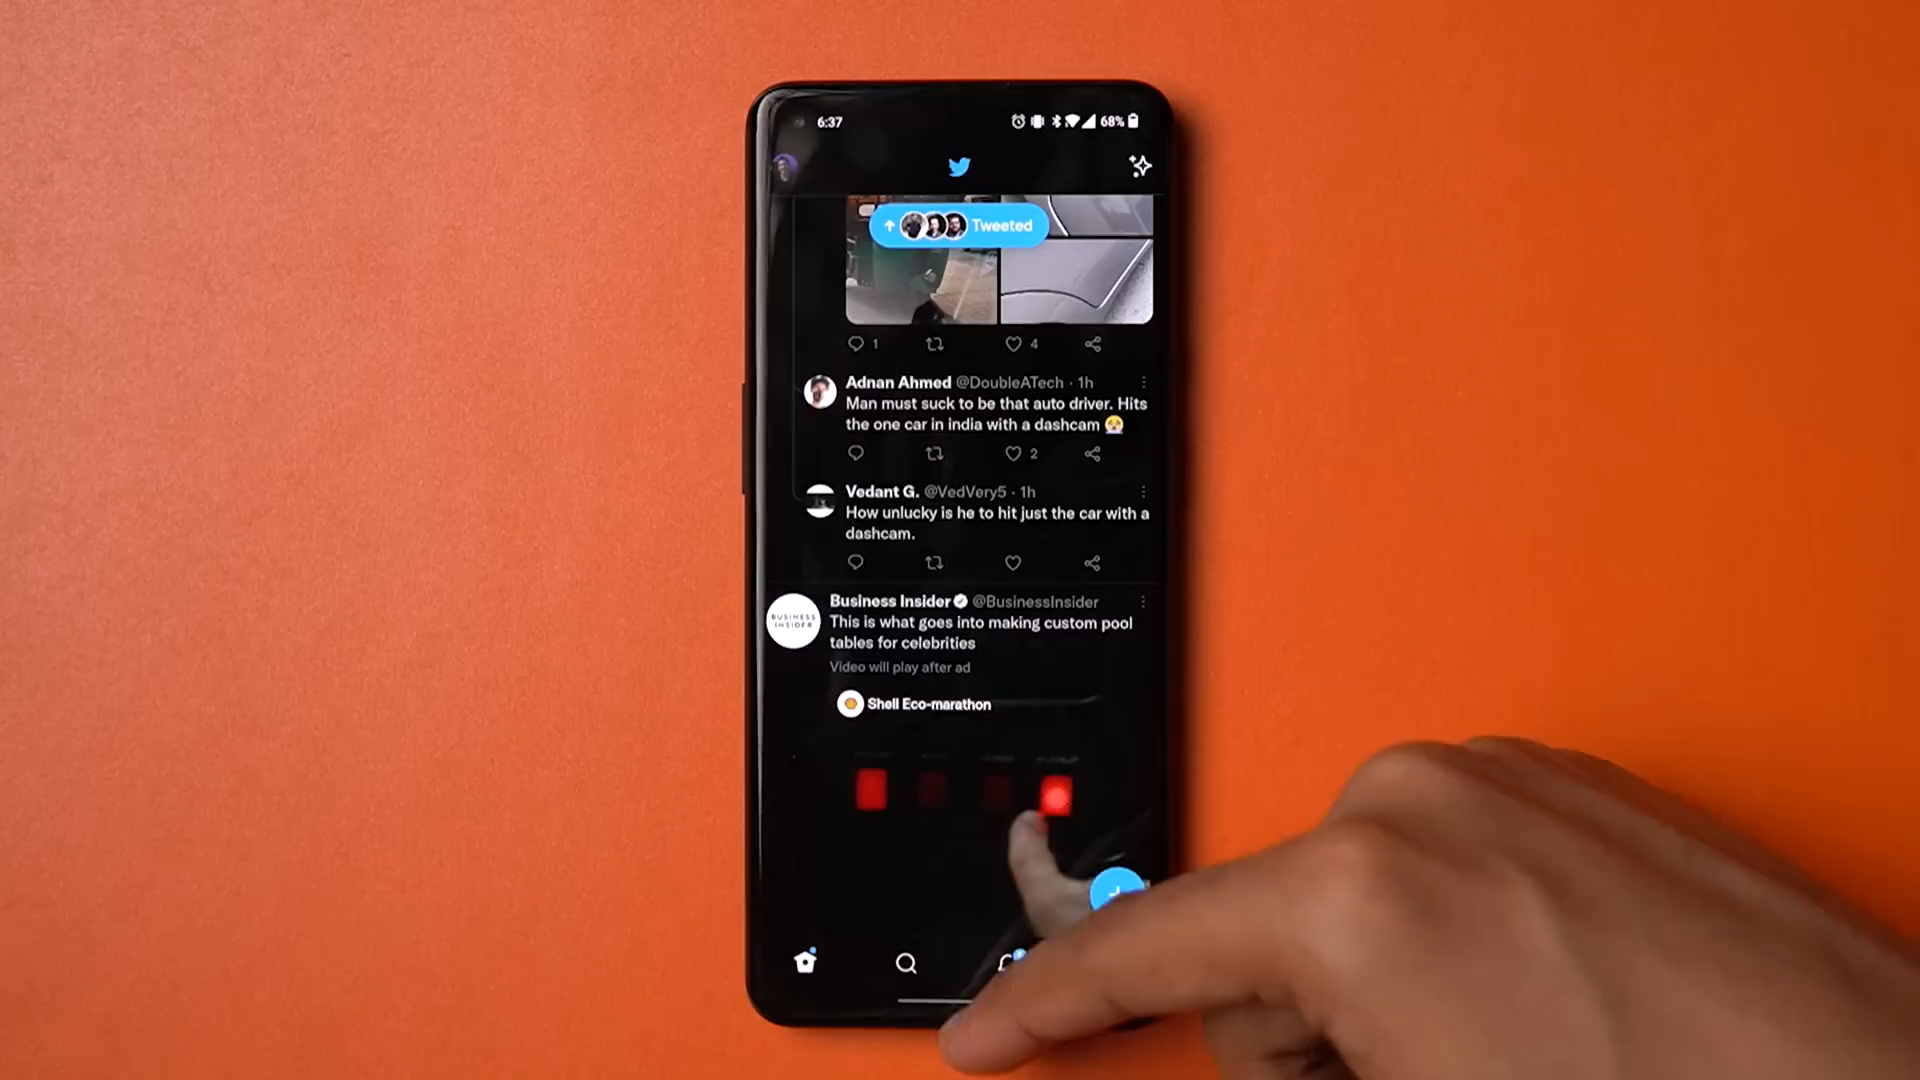 6:37
68%
Tweeted
1
4
Adnan Ahmed @DoubleATech · 1h
Man must suck to be that auto driver. Hits
the one car in india with a dashcam
2
Vedant G. @VedVery5 · 1h
How unlucky is he to hit just the car with a
dashcam.
Business Insider @BusinessInsider
BUSINESS
INSIDER
This is what goes into making custom pool
tables for celebrities
Video will play after ad
Shell Eco-marathon